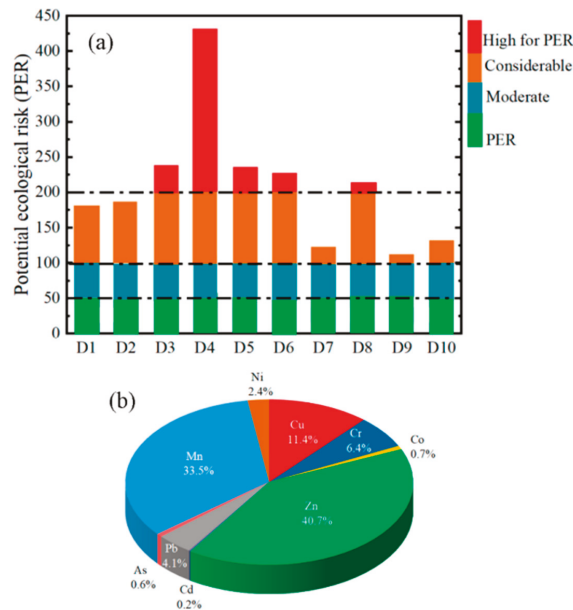 (a)
Potential ecological risk (PER)
450
400
350
300
250
200
150
100
50
0
D1 D2 D3 D4 D5 D6 D7 D8 D9 D10
High for PER
Considerable
Moderate
PER
(b)
Ni
2.4%
Cu
11.4%
Cr
6.4%
Co
0.7%
Mn
33.5%
Zn
40.7%
Pb
4.1%
As
0.6%
Cd
0.2%